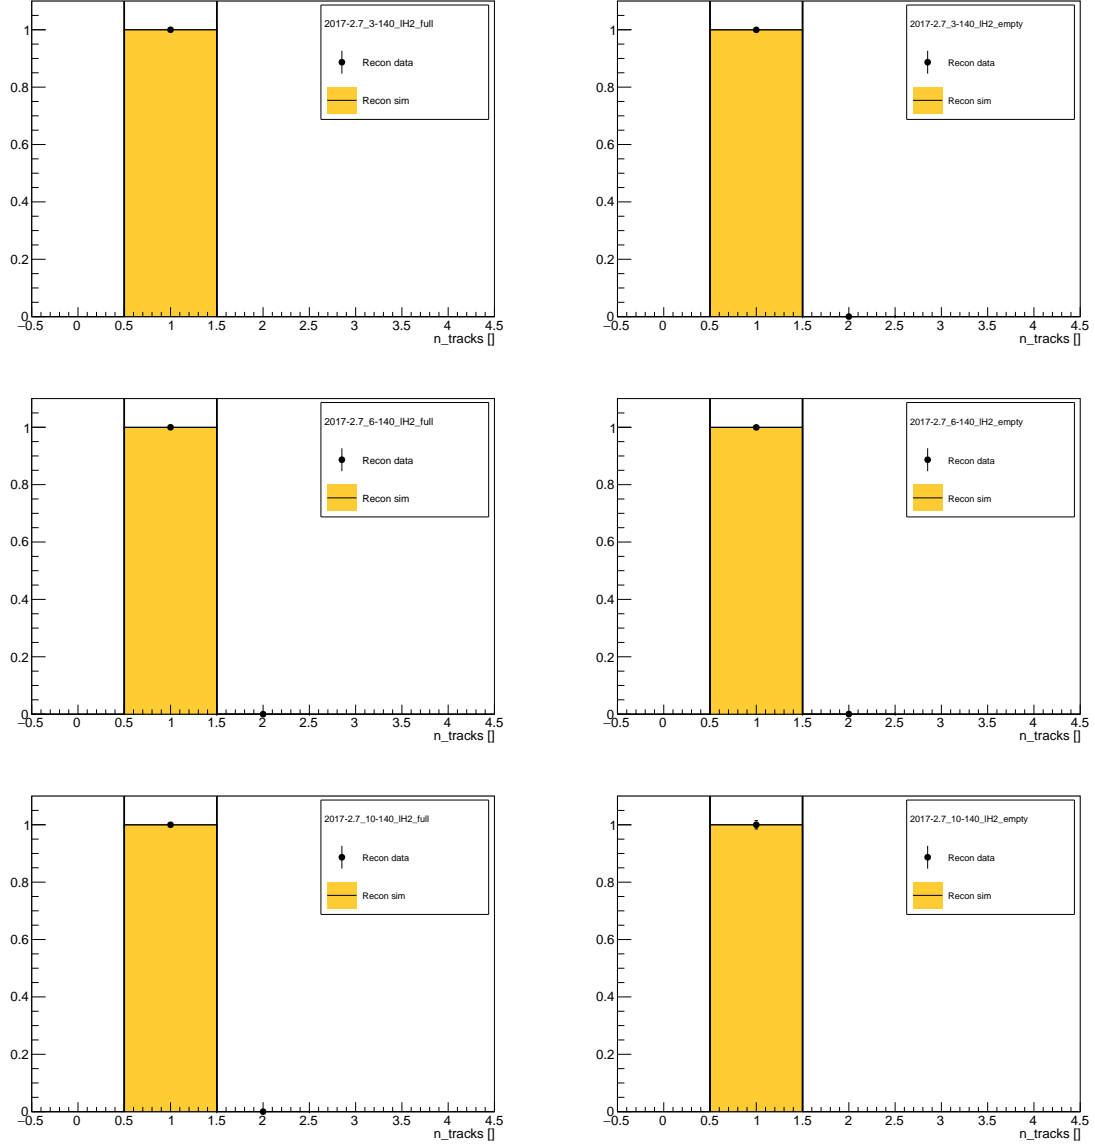 2017-2.7_3-140_lH2_full
Recon data
Recon sim
1
0.8
0.6
0.4
0.2
0
−0.5 0 0.5 1 1.5 2 2.5 3 3.5 4 4.5
n_tracks []
2017-2.7_3-140_lH2_empty
Recon data
Recon sim
1
0.8
0.6
0.4
0.2
0
−0.5 0 0.5 1 1.5 2 2.5 3 3.5 4 4.5
n_tracks []
2017-2.7_6-140_lH2_full
Recon data
Recon sim
1
0.8
0.6
0.4
0.2
0
−0.5 0 0.5 1 1.5 2 2.5 3 3.5 4 4.5
n_tracks []
2017-2.7_6-140_lH2_empty
Recon data
Recon sim
1
0.8
0.6
0.4
0.2
0
−0.5 0 0.5 1 1.5 2 2.5 3 3.5 4 4.5
n_tracks []
2017-2.7_10-140_lH2_full
Recon data
Recon sim
1
0.8
0.6
0.4
0.2
0
−0.5 0 0.5 1 1.5 2 2.5 3 3.5 4 4.5
n_tracks []
2017-2.7_10-140_lH2_empty
Recon data
Recon sim
1
0.8
0.6
0.4
0.2
0
−0.5 0 0.5 1 1.5 2 2.5 3 3.5 4 4.5
n_tracks []